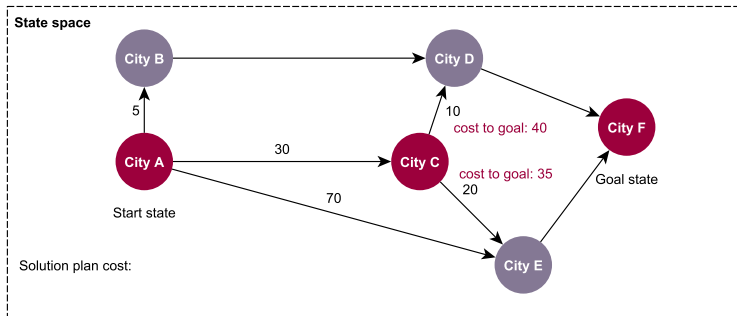 State space
City B
City D
5
10
cost to goal: 40
City F
30
City A
City C
cost to goal: 35
Goal state
20
70
Start state
Solution plan cost:
City E